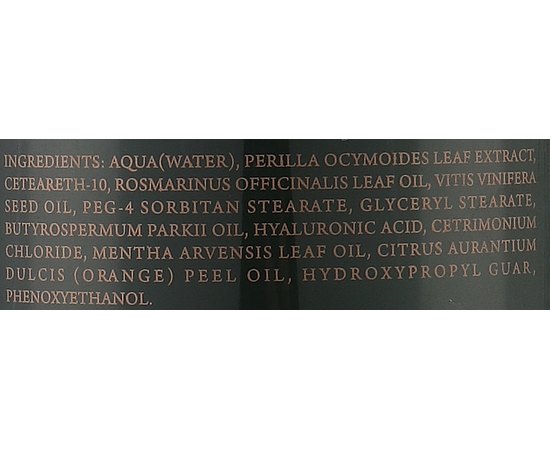 INGREDIENTS: AQUA(WATER), PERILLA OCYMOIDES LEAF EXTRACT,
CETEARETH-10, ROSMARINUS OFFICINALIS LEAF OIL, VITIS VINIFERA
SEED OIL, PEG-4 SORBITAN STEARATE, GLYCERYL STEARATE,
BUTYROSPERMUM PARKII OIL, HYALURONIC ACID, CETRIMONIUM
CHLORIDE, MENTHA ARVENSIS LEAF OIL, CITRUS AURANTIUM
DULCIS (ORANGE) PEEL OIL, HYDROXYPROPYL GUAR,
PHENOXYETHANOL.